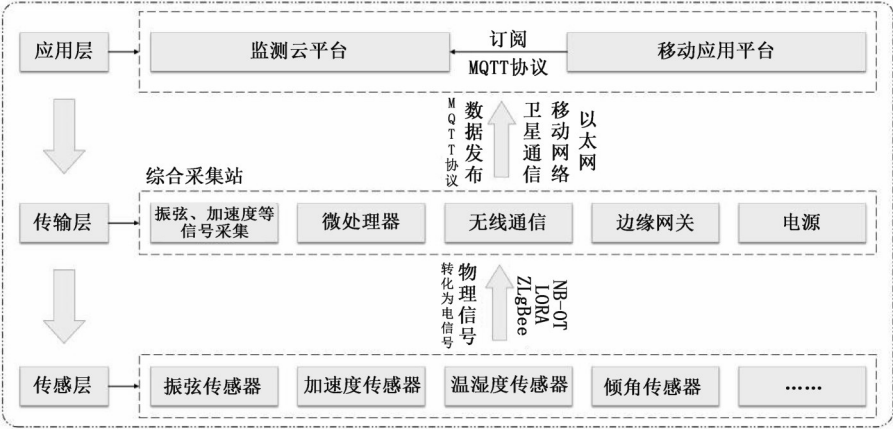 应用层
监测云平台
订阅
MQTT协议
移动应用平台
MQTT协议
数据发布
卫星通信
移动网络
以太网
综合采集站
传输层
振弦、加速度等
信号采集
微处理器
无线通信
边缘网关
电源
转化为电信号
物理信号
NB-OT
LORA
ZLgBee
传感层
振弦传感器
加速度传感器
温湿度传感器
倾角传感器
……